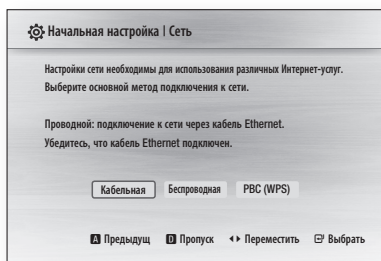 Начальная настройка | Сеть
Настройки сети необходимы для использования различных Интернет-услуг.
Выберите основной метод подключения к сети.
Проводной: подключение к сети через кабель Ethernet.
Убедитесь, что кабель Ethernet подключен.
Кабельная Беспроводная PBC (WPS)
A Предыдущ D Пропуск Переместить Выбрать